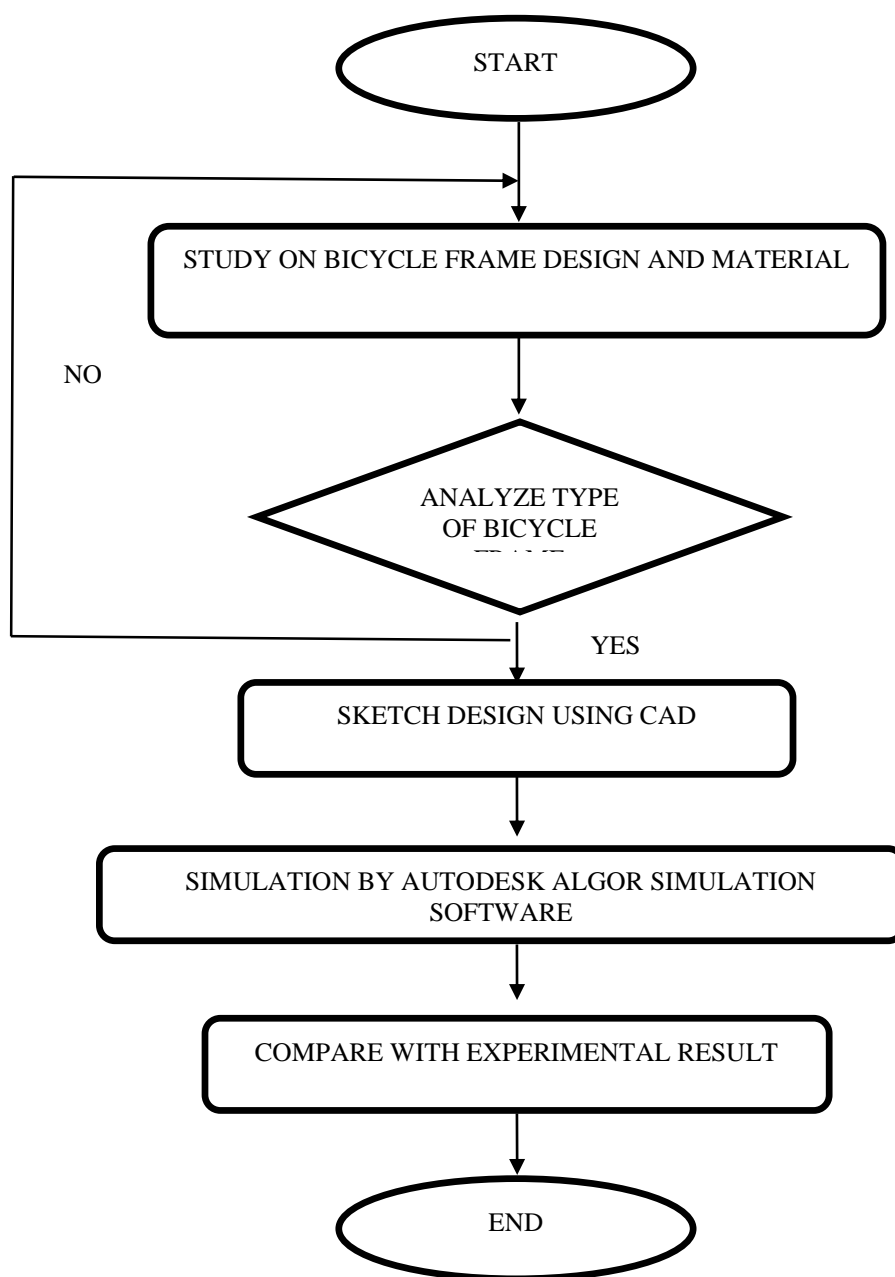 START
STUDY ON BICYCLE FRAME DESIGN AND MATERIAL
NO
ANALYZE TYPE
OF BICYCLE
FRAME
YES
SKETCH DESIGN USING CAD
SIMULATION BY AUTODESK ALGOR SIMULATION
SOFTWARE
COMPARE WITH EXPERIMENTAL RESULT
END